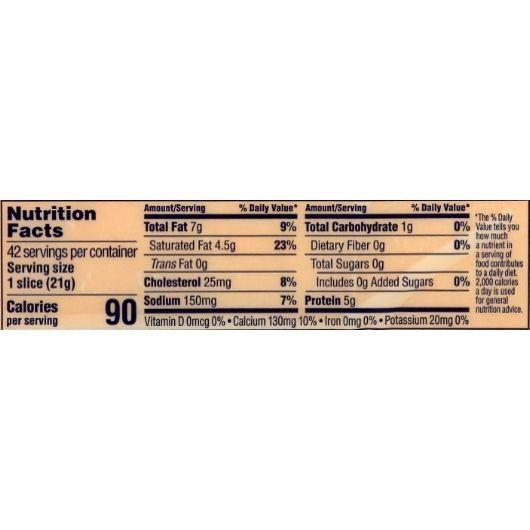 Nutrition
Facts
42 servings per container
Serving size
1 slice (21g)
Calories
per serving
90
Amount/Serving % Daily Value*
Total Fat 7g 9%
Saturated Fat 4.5g 23%
Trans Fat 0g
Cholesterol 25mg 8%
Sodium 150mg 7%
Amount/Serving % Daily Value*
Total Carbohydrate 1g 0%
Dietary Fiber 0g 0%
Total Sugars 0g
Includes 0g Added Sugars 0%
Protein 5g
Vitamin D 0mcg 0% • Calcium 130mg 10% • Iron 0mg 0% • Potassium 20mg 0%
*The % Daily
Value tells you
how much
a nutrient in
a serving of
food contributes
to a daily diet.
2,000 calories
a day is used
for general
nutrition advice.